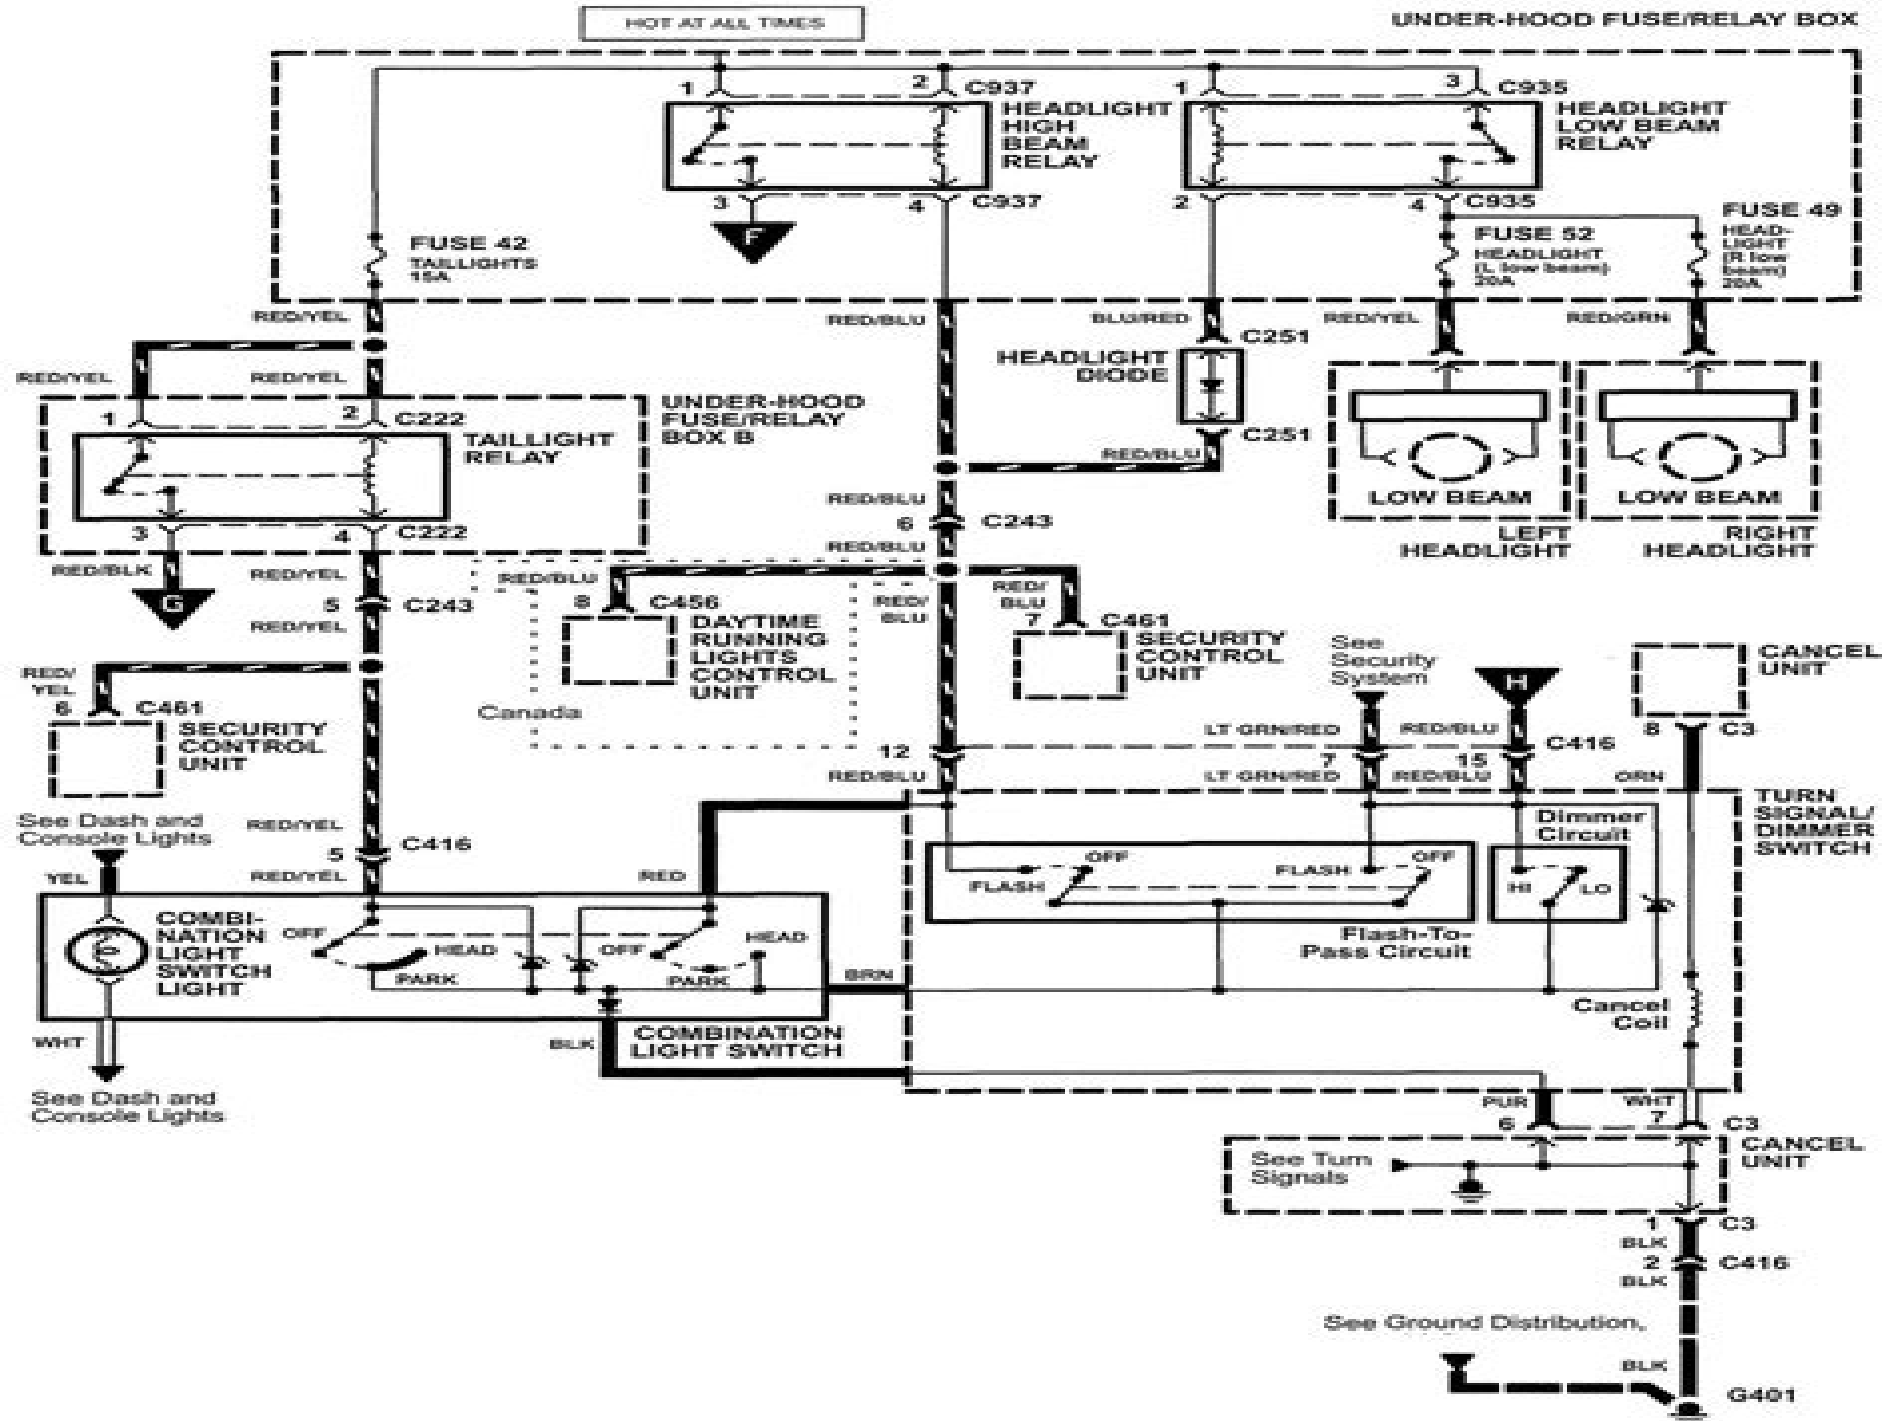 HOT AT ALL TIMES
UNDER-HOOD FUSE/RELAY BOX
1
2
C937
HEADLIGHT
HIGH
BEAM
RELAY
1
3
C935
HEADLIGHT
LOW BEAM
RELAY
3
4
C937
2
4
C935
F
FUSE 42
TAILLIGHTS
15A
FUSE 52
HEADLIGHT
(L low beam)
20A
FUSE 49
HEAD-
LIGHT
(R low
beam)
20A
RED/YEL
RED/BLU
BLU/RED
RED/YEL
RED/GRN
C251
HEADLIGHT
DIODE
C251
RED/BLU
RED/YEL
RED/YEL
UNDER-HOOD
FUSE/RELAY
BOX B
1
2
C222
TAILLIGHT
RELAY
3
4
C222
LOW BEAM
LEFT
HEADLIGHT
LOW BEAM
RIGHT
HEADLIGHT
RED/BLU
6
C243
RED/BLU
RED/BLK
G
RED/YEL
5
C243
RED/YEL
RED/BLU
8
C456
DAYTIME
RUNNING
LIGHTS
CONTROL
UNIT
Canada
RED/
BLU
RED/
BLU
7
C461
SECURITY
CONTROL
UNIT
See
Security
System
H
CANCEL
UNIT
8
C3
RED/
YEL
6
C461
SECURITY
CONTROL
UNIT
LT GRN/RED
RED/BLU
C416
12
7
15
RED/BLU
LT GRN/RED
RED/BLU
ORN
TURN
SIGNAL/
DIMMER
SWITCH
See Dash and
Console Lights
YEL
RED/YEL
5
C416
RED/YEL
RED
Dimmer
Circuit
OFF
FLASH
FLASH
OFF
HI
LO
Flash-To-
Pass Circuit
COMBI-
NATION
LIGHT
SWITCH
LIGHT
OFF
HEAD
PARK
OFF
HEAD
PARK
BRN
Cancel
Coil
WHT
BLK
COMBINATION
LIGHT SWITCH
See Dash and
Console Lights
PUR
WHT
6
7
C3
CANCEL
UNIT
See Turn
Signals
1
C3
BLK
2
C416
BLK
See Ground Distribution.
BLK
G401